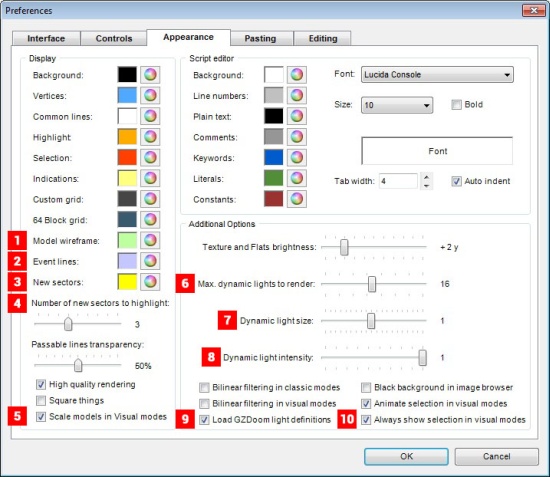 Preferences
Interface Controls Appearance Pasting Editing
Display
Background:
Vertices:
Common lines:
Highlight:
Selection:
Indications:
Custom grid:
64 Block grid:
1 Model wireframe:
2 Event lines:
3 New sectors:
4 Number of new sectors to highlight:
3
Passable lines transparency:
60%
High quality rendering
Square things
5 Scale models in Visual modes
Script editor
Background:
Line numbers:
Plain text:
Comments:
Keywords:
Literals:
Constants:
Font: Lucida Console
Size: 10 Bold
Font
Tab width: 4 Auto indent
Additional Options
Texture and Flats brightness: + 2 y
6 Max. dynamic lights to render: 16
7 Dynamic light size: 1
8 Dynamic light intensity: 1
Bilinear filtering in classic modes Black background in image browser
Bilinear filtering in visual modes Animate selection in visual modes
9 Load GZDoom light definitions 10 Always show selection in visual modes
OK Cancel